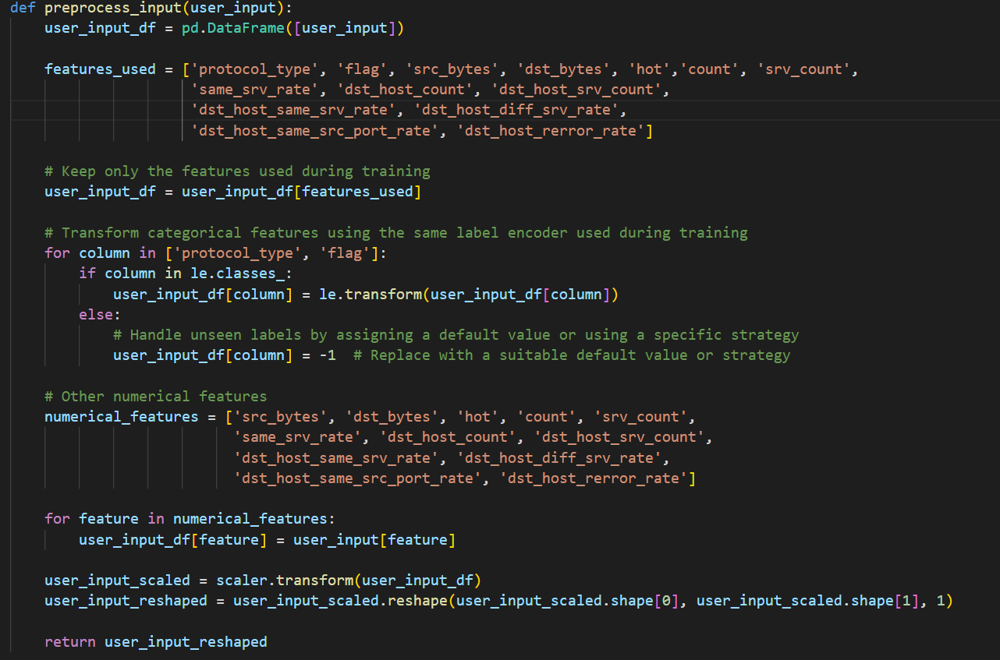 def preprocess_input(user_input):
    user_input_df = pd.DataFrame([user_input])

    features_used = ['protocol_type', 'flag', 'src_bytes', 'dst_bytes', 'hot','count', 'srv_count',
                     'same_srv_rate', 'dst_host_count', 'dst_host_srv_count',
                     'dst_host_same_srv_rate', 'dst_host_diff_srv_rate',
                     'dst_host_same_src_port_rate', 'dst_host_rerror_rate']

    # Keep only the features used during training
    user_input_df = user_input_df[features_used]

    # Transform categorical features using the same label encoder used during training
    for column in ['protocol_type', 'flag']:
        if column in le.classes_:
            user_input_df[column] = le.transform(user_input_df[column])
        else:
            # Handle unseen labels by assigning a default value or using a specific strategy
            user_input_df[column] = -1  # Replace with a suitable default value or strategy

    # Other numerical features
    numerical_features = ['src_bytes', 'dst_bytes', 'hot', 'count', 'srv_count',
                          'same_srv_rate', 'dst_host_count', 'dst_host_srv_count',
                          'dst_host_same_srv_rate', 'dst_host_diff_srv_rate',
                          'dst_host_same_src_port_rate', 'dst_host_rerror_rate']

    for feature in numerical_features:
        user_input_df[feature] = user_input[feature]

    user_input_scaled = scaler.transform(user_input_df)
    user_input_reshaped = user_input_scaled.reshape(user_input_scaled.shape[0], user_input_scaled.shape[1], 1)

    return user_input_reshaped